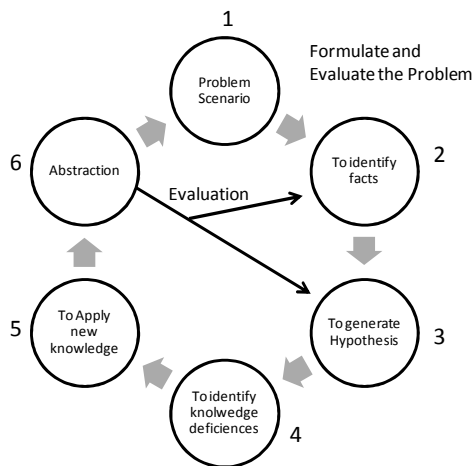 1
Problem
Scenario
Formulate and
Evaluate the Problem
2
To identify
facts
3
To generate
Hypothesis
4
To identify
knolwedge
deficiences
5
To Apply
new
knowledge
6
Abstraction
Evaluation